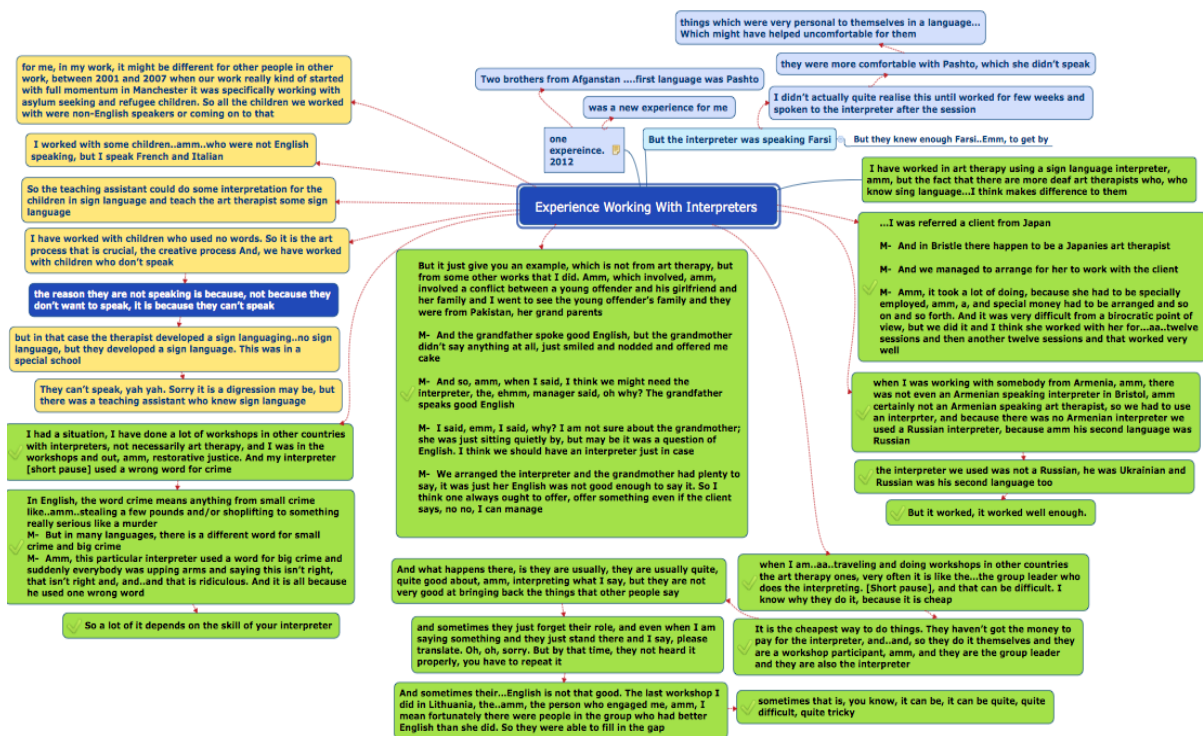 things which were very personal to themselves in a language...
Which might have helped uncomfortable for them
they were more comfortable with Pashto, which she didn't speak
I didn't actually quite realise this until worked for few weeks and
spoken to the interpreter after the session
But the interpreter was speaking Farsi
But they knew enough Farsi..Emm, to get by
Two brothers from Afganstan ....first language was Pashto
was a new experience for me
one
expereince.
2012
Experience Working With Interpreters
for me, in my work, it might be different for other people in other
work, between 2001 and 2007 when our work really kind of started
with full momentum in Manchester it was specifically working with
asylum seeking and refugee children. So all the children we worked
with were non-English speakers or coming on to that
I worked with some children..amm..who were not English
speaking, but I speak French and Italian
So the teaching assistant could do some interpretation for the
children in sign language and teach the art therapist some sign
language
I have worked with children who used no words. So it is the art
process that is crucial, the creative process And, we have worked
with children who don't speak
the reason they are not speaking is because, not because they
don't want to speak, it is because they can't speak
but in that case the therapist developed a sign languaging..no sign
language, but they developed a sign language. This was in a
special school
They can't speak, yah yah. Sorry it is a digression may be, but
there was a teaching assistant who knew sign language
I had a situation, I have done a lot of workshops in other countries
with interpreters, not necessarily art therapy, and I was in the
workshops and out, amm, restorative justice. And my interpreter
[short pause] used a wrong word for crime
In English, the word crime means anything from small crime
like..amm..stealing a few pounds and/or shoplifting to something
really serious like a murder
M- But in many languages, there is a different word for small
crime and big crime
M- Amm, this particular interpreter used a word for big crime and
suddenly everybody was upping arms and saying this isn't right,
that isn't right and, and..and that is ridiculous. And it is all because
he used one wrong word
So a lot of it depends on the skill of your interpreter
But it just give you an example, which is not from art therapy, but
from some other works that I did. Amm, which involved, amm,
involved a conflict between a young offender and his girlfriend and
her family and I went to see the young offender's family and they
were from Pakistan, her grand parents
M- And the grandfather spoke good English, but the grandmother
didn't say anything at all, just smiled and nodded and offered me
cake
M- And so, amm, when I said, I think we might need the
interpreter, the, ehmm, manager said, oh why? The grandfather
speaks good English
M- I said, emm, I said, why? I am not sure about the grandmother;
she was just sitting quietly by, but may be it was a question of
English. I think we should have an interpreter just in case
M- We arranged the interpreter and the grandmother had plenty to
say, it was just her English was not good enough to say it. So I
think one always ought to offer, offer something even if the client
says, no no, I can manage
I have worked in art therapy using a sign language interpreter,
amm, but the fact that there are more deaf art therapists who, who
know sing language...I think makes difference to them
...I was referred a client from Japan
M- And in Bristle there happen to be a Japanies art therapist
M- And we managed to arrange for her to work with the client
M- Amm, it took a lot of doing, because she had to be specially
employed, amm, a, and special money had to be arranged and so
on and so forth. And it was very difficult from a birocratic point of
view, but we did it and I think she worked with her for...aa..twelve
sessions and then another twelve sessions and that worked very
well
when I was working with somebody from Armenia, amm, there
was not even an Armenian speaking interpreter in Bristol, amm
certainly not an Armenian speaking art therapist, so we had to use
an interprter, and because there was no Armenian interpreter we
used a Russian interpreter, because amm his second language was
Russian
the interpreter we used was not a Russian, he was Ukrainian and
Russian was his second language too
But it worked, it worked well enough.
when I am..aa..traveling and doing workshops in other countries
the art therapy ones, very often it is like the...the group leader who
does the interpreting. [Short pause], and that can be difficult. I
know why they do it, because it is cheap
It is the cheapest way to do things. They haven't got the money to
pay for the interpreter, and..and, so they do it themselves and they
are a workshop participant, amm, and they are the group leader
and they are also the interpreter
And what happens there, is they are usually, they are usually quite,
quite good about, amm, interpreting what I say, but they are not
very good at bringing back the things that other people say
and sometimes they just forget their role, and even when I am
saying something and they just stand there and I say, please
translate. Oh, oh, sorry. But by that time, they not heard it
properly, you have to repeat it
And sometimes their...English is not that good. The last workshop I
did in Lithuania, the..amm, the person who engaged me, amm, I
mean fortunately there were people in the group who had better
English than she did. So they were able to fill in the gap
sometimes that is, you know, it can be, it can be quite, quite
difficult, quite tricky